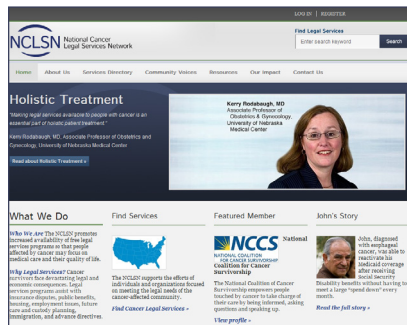 LOG IN | REGISTER
NCLSN National Cancer
Legal Services Network
Find Legal Services
Enter search keyword
Search
Home About Us Services Directory Community Voices Resources Our Impact Contact Us
Holistic Treatment
"Making legal services available to people with cancer is an
essential part of holistic patient treatment."
Kerry Rodabaugh, MD, Associate Professor of Obstetrics and
Gynecology, University of Nebraska Medical Center
Read about Holistic Treatment »
Kerry Rodabaugh, MD
Associate Professor of
Obstetrics & Gynocology,
University of Nebraska
Medical Center
What We Do
Who We Are The NCLSN promotes
increased availability of free legal
service programs so that people
affected by cancer may focus on
medical care and their quality of life.
Why Legal Services? Cancer
survivors face devastating legal and
economic consequences. Legal
service programs assist with
insurance disputes, public benefits,
housing, employment issues, future
care and custody planning,
immigration, and advance directives.
Find Services
The NCLSN supports the efforts of
individuals and organizations focused
on meeting the legal needs of the
cancer-affected community.
Find Cancer Legal Services »
Featured Member
NCCS National
NATIONAL COALITION
FOR CANCER SURVIVORSHIP
Coalition for Cancer
Survivorship
The National Coalition of Cancer
Survivorship empowers people
touched by cancer to take charge of
their care by being informed, asking
questions and speaking up.
View profile »
John's Story
John, diagnosed
with esophageal
cancer, was able to
reactivate his
Medicaid coverage
after receiving
Social Security
Disability benefits without having to
meet a large "spend down" every
month.
Read the full story »